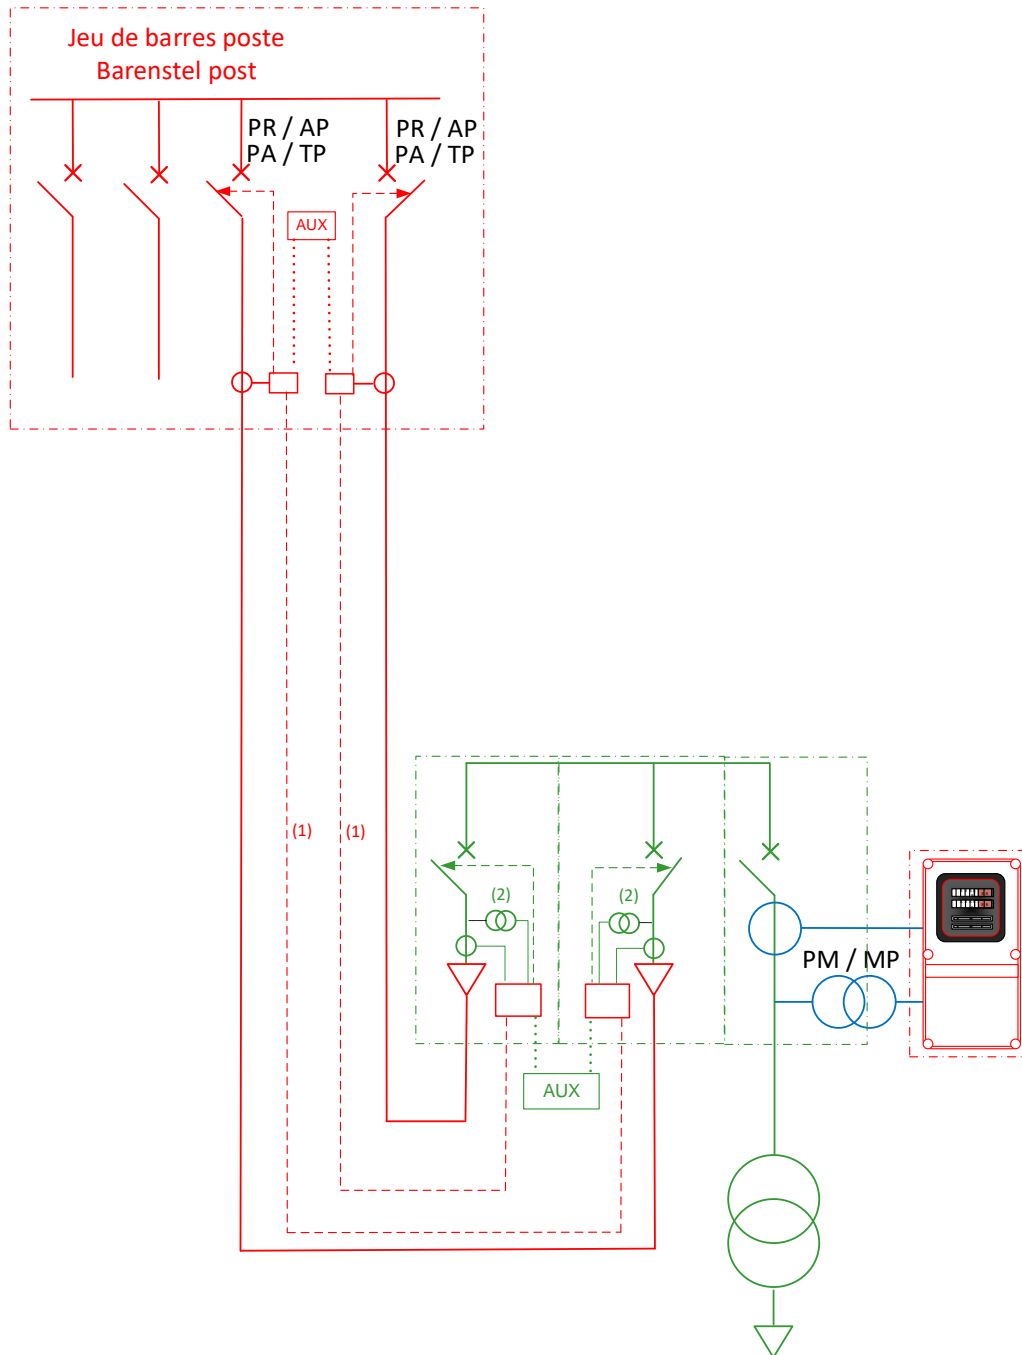 Jeu de barres poste
Barenstel post
PR / AP
PA / TP
PR / AP
PA / TP
AUX
(1)
(1)
(2)
(2)
PM / MP
AUX